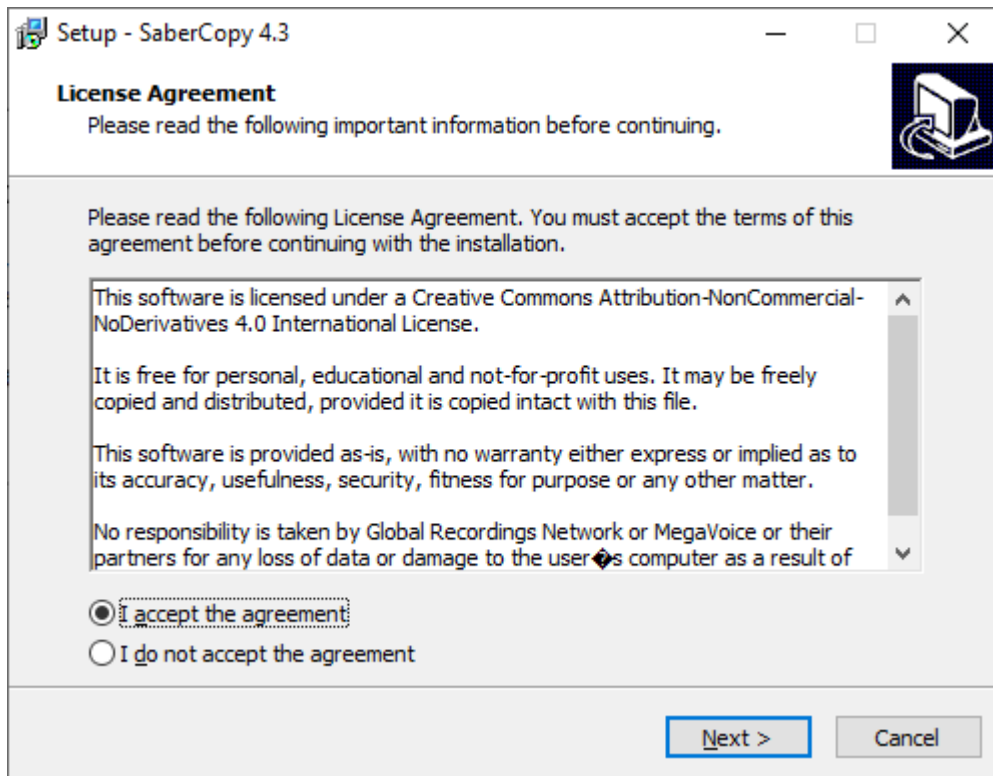 Setup - SaberCopy 4.3
License Agreement
Please read the following important information before continuing.
Please read the following License Agreement. You must accept the terms of this
agreement before continuing with the installation.
This software is licensed under a Creative Commons Attribution-NonCommercial-
NoDerivatives 4.0 International License.
It is free for personal, educational and not-for-profit uses. It may be freely
copied and distributed, provided it is copied intact with this file.
This software is provided as-is, with no warranty either express or implied as to
its accuracy, usefulness, security, fitness for purpose or any other matter.
No responsibility is taken by Global Recordings Network or MegaVoice or their
partners for any loss of data or damage to the user�s computer as a result of
I accept the agreement
I do not accept the agreement
Next >
Cancel